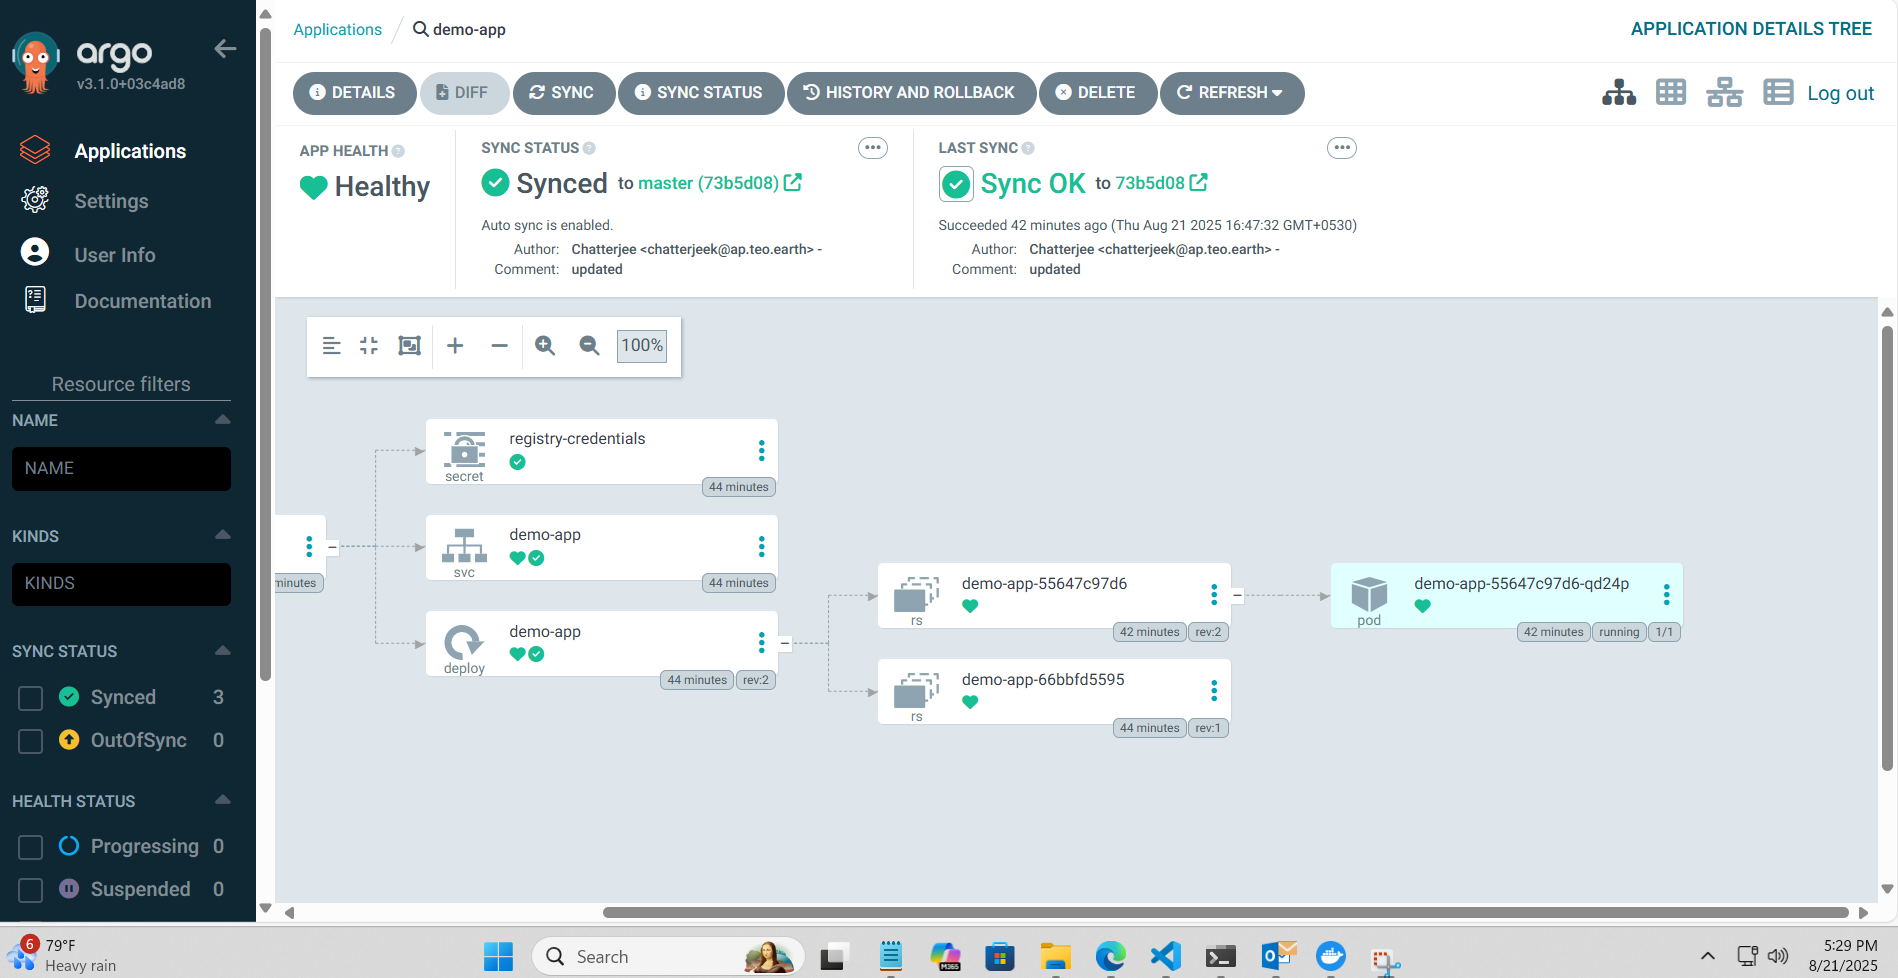 argo
v3.1.0+03c4ad8
Applications
Settings
User Info
Documentation
Resource filters
NAME
NAME
KINDS
KINDS
SYNC STATUS
Synced 3
OutOfSync 0
HEALTH STATUS
Progressing 0
Suspended 0
Applications / demo-app
APPLICATION DETAILS TREE
DETAILS DIFF SYNC SYNC STATUS HISTORY AND ROLLBACK DELETE REFRESH
Log out
APP HEALTH
Healthy
SYNC STATUS
Synced to master (73b5d08)
Auto sync is enabled.
Author: Chatterjee <chatterjeek@ap.teo.earth> -
Comment: updated
LAST SYNC
Sync OK to 73b5d08
Succeeded 42 minutes ago (Thu Aug 21 2025 16:47:32 GMT+0530)
Author: Chatterjee <chatterjeek@ap.teo.earth> -
Comment: updated
100%
minutes
registry-credentials
secret
44 minutes
demo-app
svc
44 minutes
demo-app
deploy
44 minutes rev:2
demo-app-55647c97d6
rs
42 minutes rev:2
demo-app-66bbfd5595
rs
44 minutes rev:1
demo-app-55647c97d6-qd24p
pod
42 minutes running 1/1
6
79°F
Heavy rain
Search
M365
5:29 PM
8/21/2025